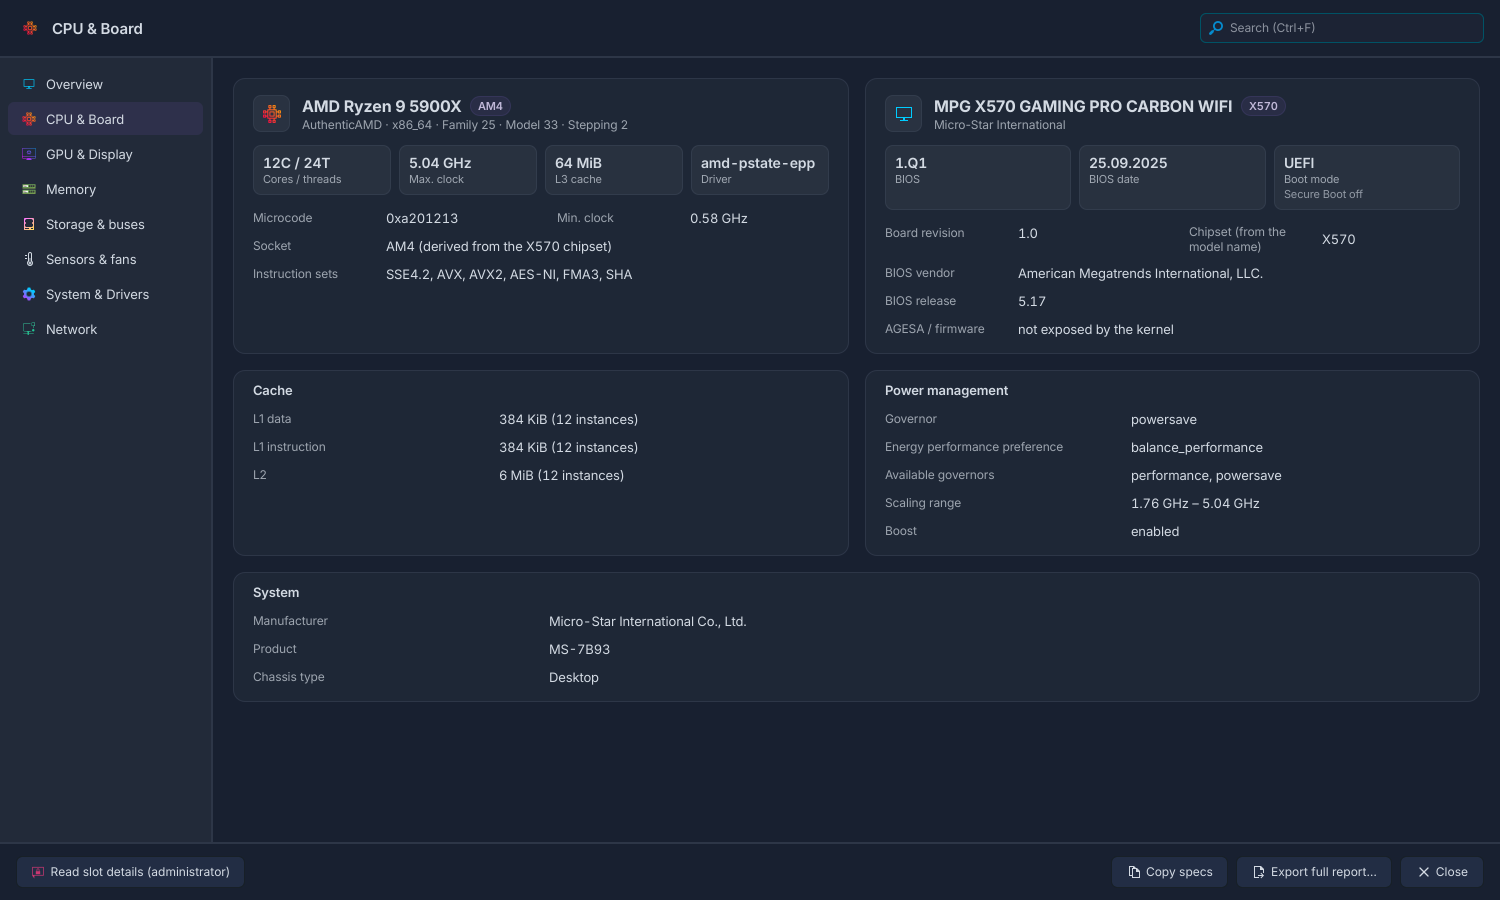 CPU & Board
Search (Ctrl+F)
Overview
CPU & Board
GPU & Display
Memory
Storage & buses
Sensors & fans
System & Drivers
Network
AMD Ryzen 9 5900X AM4
AuthenticAMD · x86_64 · Family 25 · Model 33 · Stepping 2
12C / 24T
Cores / threads
5.04 GHz
Max. clock
64 MiB
L3 cache
amd-pstate-epp
Driver
Microcode 0xa201213 Min. clock 0.58 GHz
Socket AM4 (derived from the X570 chipset)
Instruction sets SSE4.2, AVX, AVX2, AES-NI, FMA3, SHA
MPG X570 GAMING PRO CARBON WIFI X570
Micro-Star International
1.Q1
BIOS
25.09.2025
BIOS date
UEFI
Boot mode
Secure Boot off
Board revision 1.0
Chipset (from the
model name) X570
BIOS vendor American Megatrends International, LLC.
BIOS release 5.17
AGESA / firmware not exposed by the kernel
Cache
L1 data 384 KiB (12 instances)
L1 instruction 384 KiB (12 instances)
L2 6 MiB (12 instances)
Power management
Governor powersave
Energy performance preference balance_performance
Available governors performance, powersave
Scaling range 1.76 GHz – 5.04 GHz
Boost enabled
System
Manufacturer Micro-Star International Co., Ltd.
Product MS-7B93
Chassis type Desktop
Read slot details (administrator)
Copy specs
Export full report...
Close